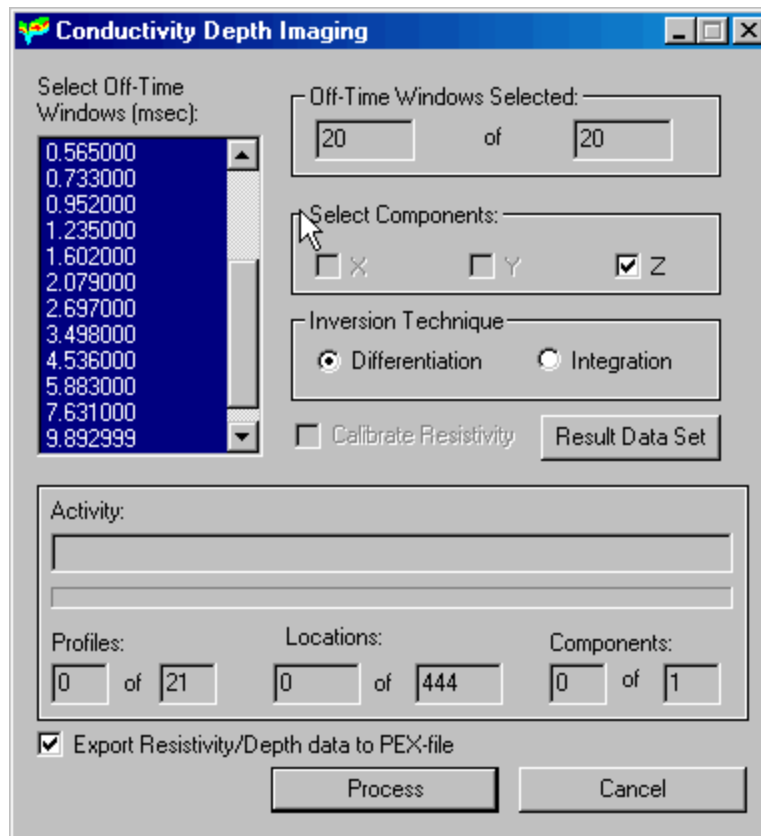 Conductivity Depth Imaging
Select Off-Time
Windows (msec):
0.565000
0.733000
0.952000
1.235000
1.602000
2.079000
2.697000
3.498000
4.536000
5.883000
7.631000
9.892999
Off-Time Windows Selected:
20 of 20
Select Components:
X Y Z
Inversion Technique
Differentiation Integration
Calibrate Resistivity Result Data Set
Activity:
Profiles: Locations: Components:
0 of 21 0 of 444 0 of 1
Export Resistivity/Depth data to PEX-file
Process Cancel